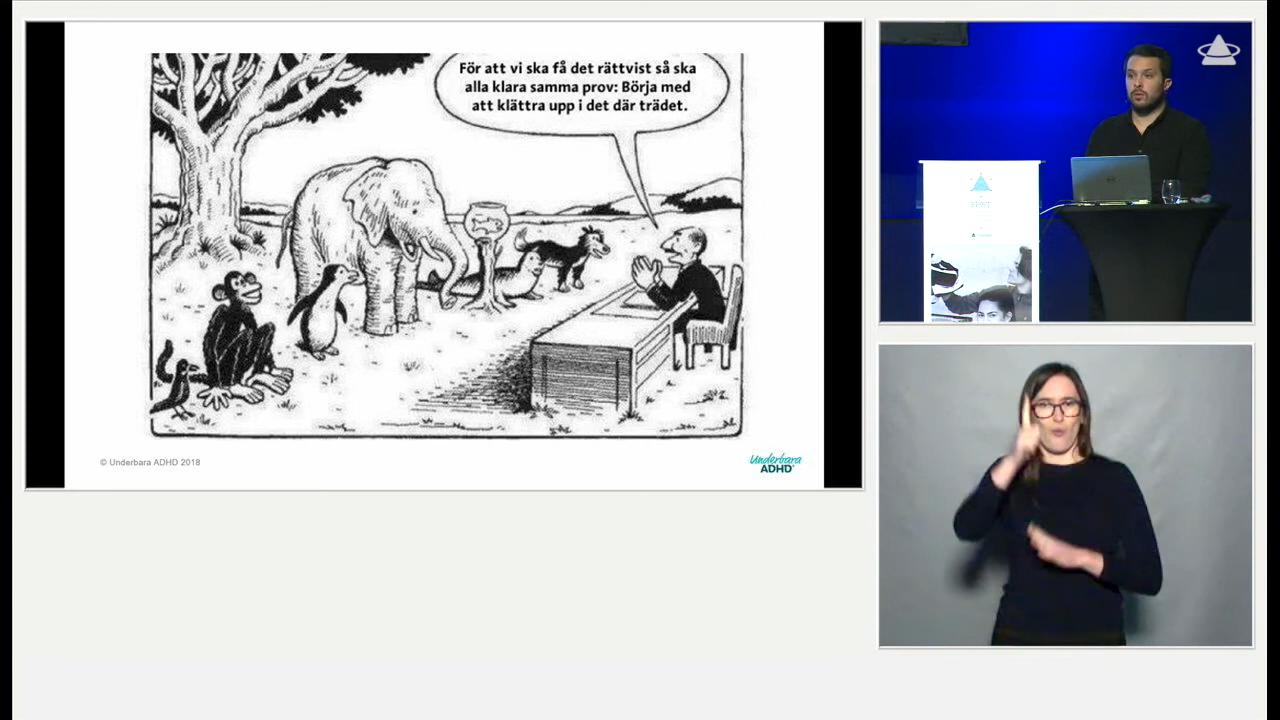 För att vi ska få det rättvist så ska
alla klara samma prov: Börja med
att klättra upp i det där trädet.
© Underbara ADHD 2018
Underbara
ADHD